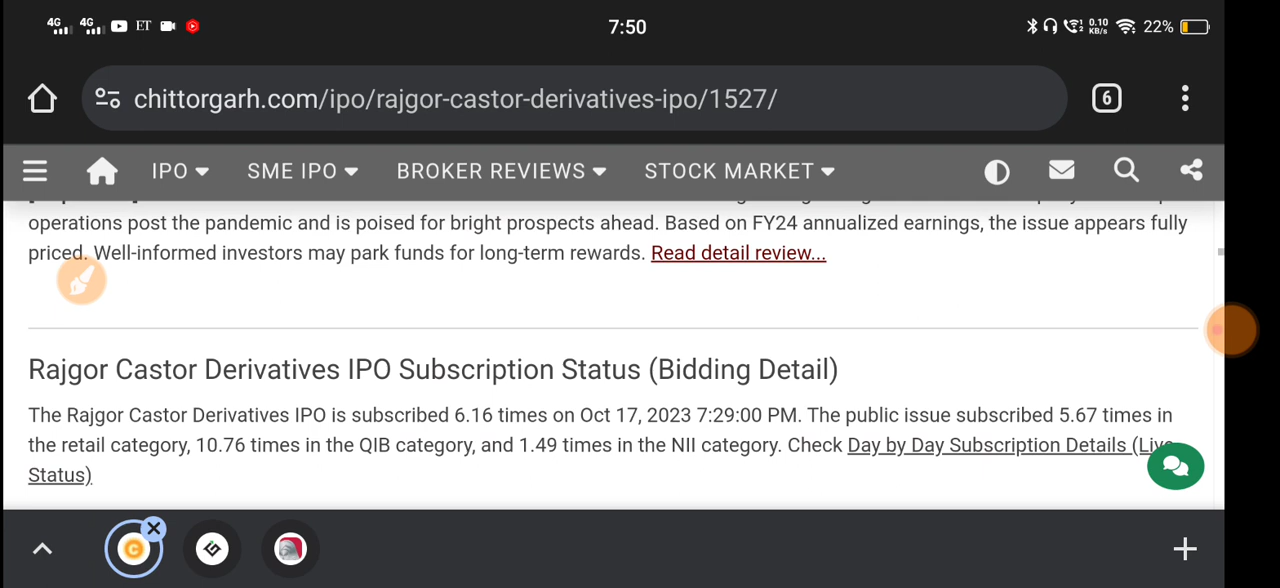 4G 4G ET 7:50 0.10 KB/s 22%
chittorgarh.com/ipo/rajgor-castor-derivatives-ipo/1527/ 6
IPO SME IPO BROKER REVIEWS STOCK MARKET
operations post the pandemic and is poised for bright prospects ahead. Based on FY24 annualized earnings, the issue appears fully
priced. Well-informed investors may park funds for long-term rewards. Read detail review...
Rajgor Castor Derivatives IPO Subscription Status (Bidding Detail)
The Rajgor Castor Derivatives IPO is subscribed 6.16 times on Oct 17, 2023 7:29:00 PM. The public issue subscribed 5.67 times in
the retail category, 10.76 times in the QIB category, and 1.49 times in the NII category. Check Day by Day Subscription Details (Live
Status)